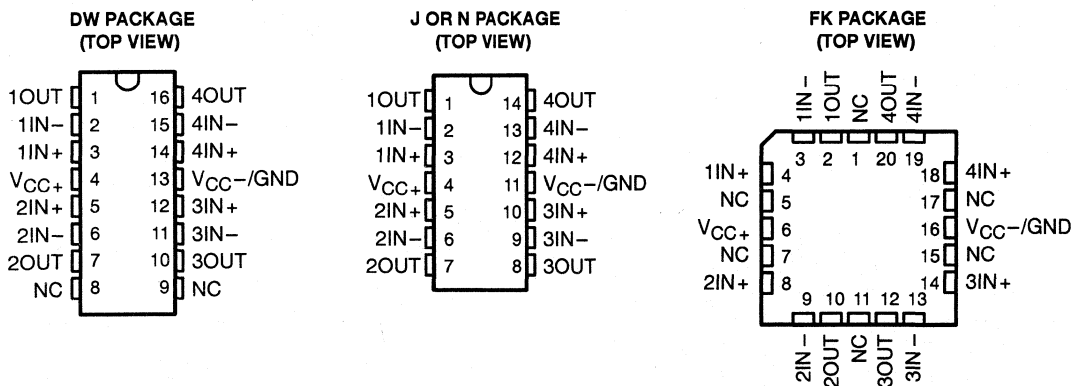 DW PACKAGE
(TOP VIEW)
1OUT 1 16 4OUT
1IN− 2 15 4IN−
1IN+ 3 14 4IN+
VCC+ 4 13 VCC−/GND
2IN+ 5 12 3IN+
2IN− 6 11 3IN−
2OUT 7 10 3OUT
NC 8 9 NC
J OR N PACKAGE
(TOP VIEW)
1OUT 1 14 4OUT
1IN− 2 13 4IN−
1IN+ 3 12 4IN+
VCC+ 4 11 VCC−/GND
2IN+ 5 10 3IN+
2IN− 6 9 3IN−
2OUT 7 8 3OUT
FK PACKAGE
(TOP VIEW)
1IN− 1OUT NC 4OUT 4IN−
3 2 1 20 19
1IN+ 4 18 4IN+
NC 5 17 NC
VCC+ 6 16 VCC−/GND
NC 7 15 NC
2IN+ 8 14 3IN+
9 10 11 12 13
2IN− 2OUT NC 3OUT 3IN−